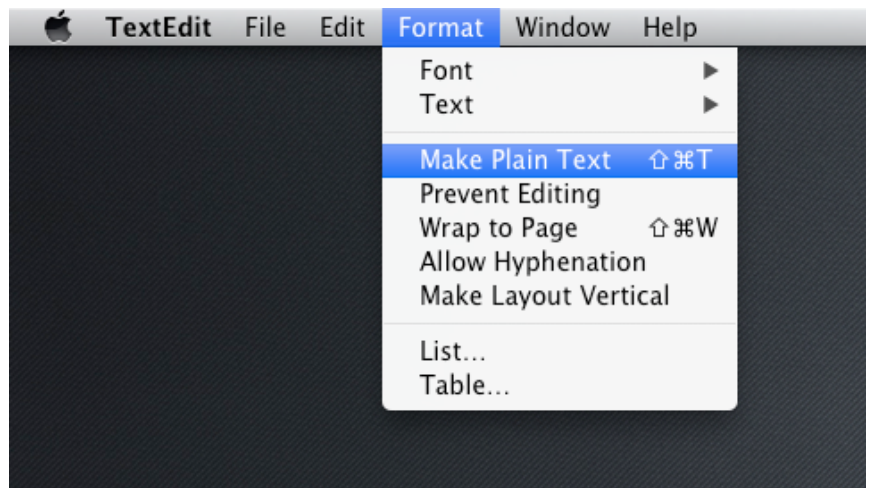 TextEdit File Edit Format Window Help
Font
Text
Make Plain Text ⇧⌘T
Prevent Editing
Wrap to Page ⇧⌘W
Allow Hyphenation
Make Layout Vertical
List...
Table...